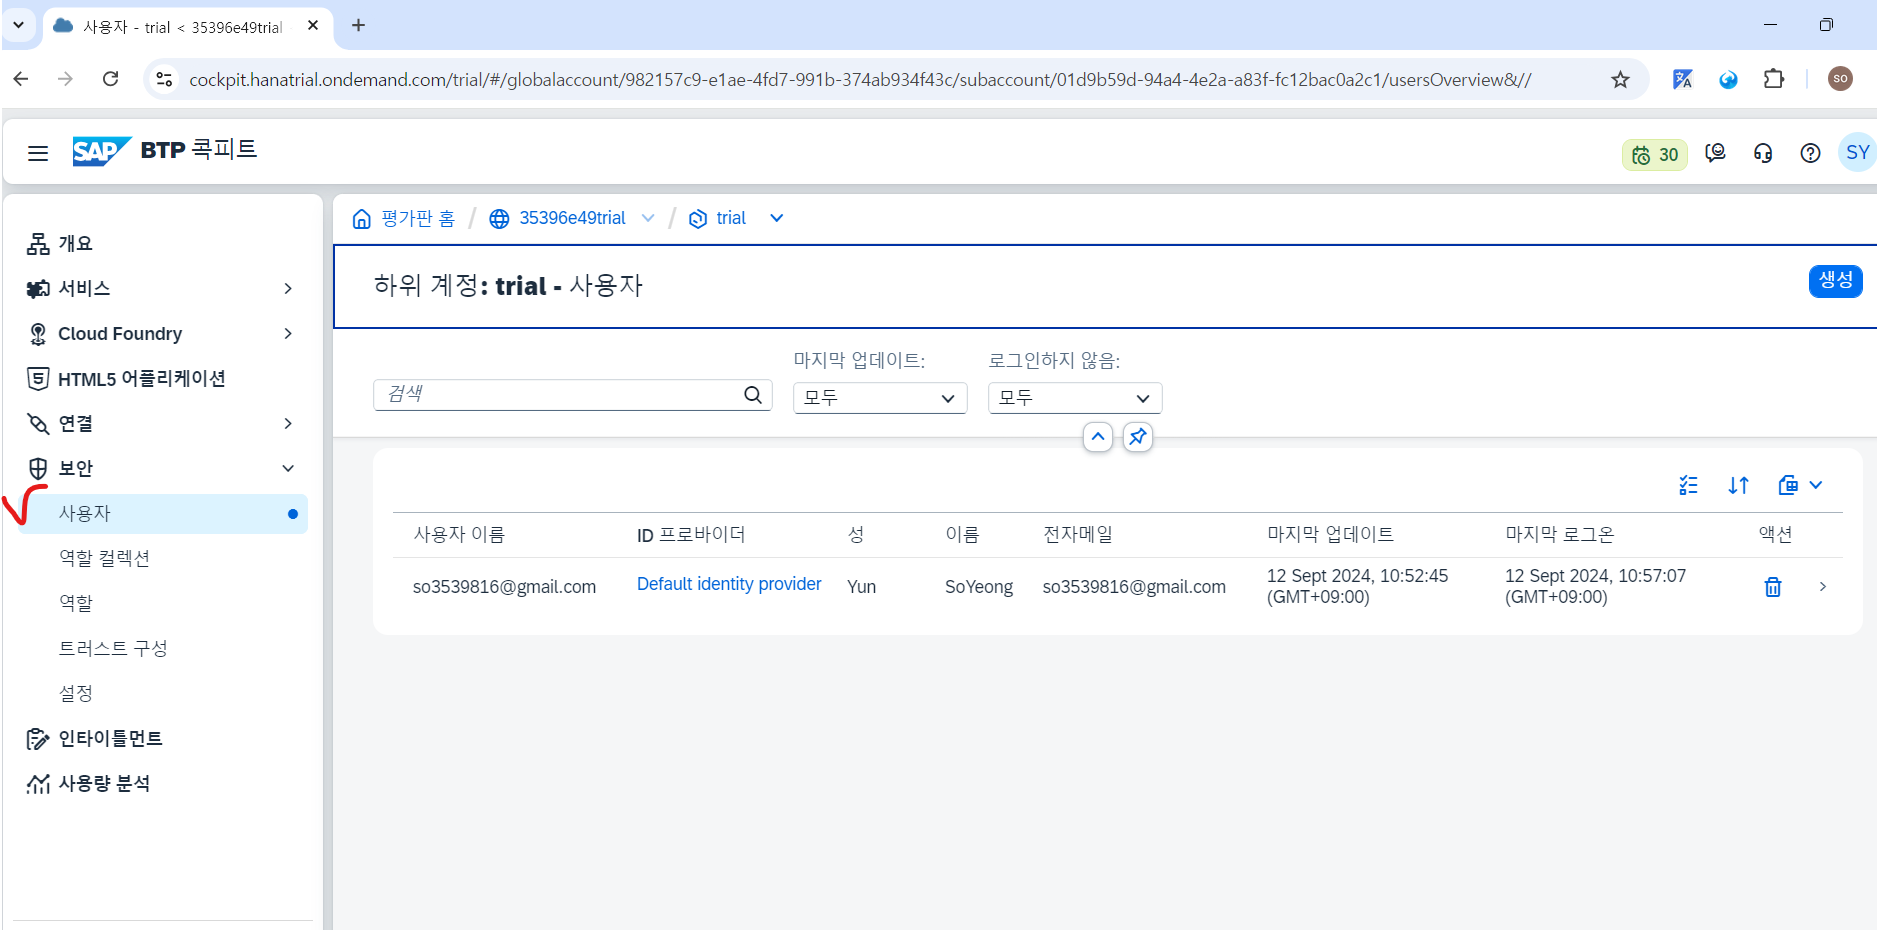 사용자 - trial < 35396e49trial
cockpit.hanatrial.ondemand.com/trial/#/globalaccount/982157c9-e1ae-4fd7-991b-374ab934f43c/subaccount/01d9b59d-94a4-4e2a-a83f-fc12bac0a2c1/usersOverview&//
SO
SAP BTP 콕피트
30
SY
개요
서비스
Cloud Foundry
HTML5 어플리케이션
연결
보안
사용자
역할 컬렉션
역할
트러스트 구성
설정
인타이틀먼트
사용량 분석
평가판 홈 / 35396e49trial / trial
하위 계정: trial - 사용자
생성
마지막 업데이트: 로그인하지 않음:
검색 모두 모두
사용자 이름 ID 프로바이더 성 이름 전자메일 마지막 업데이트 마지막 로그온 액션
so3539816@gmail.com Default identity provider Yun SoYeong so3539816@gmail.com 12 Sept 2024, 10:52:45 (GMT+09:00) 12 Sept 2024, 10:57:07 (GMT+09:00)